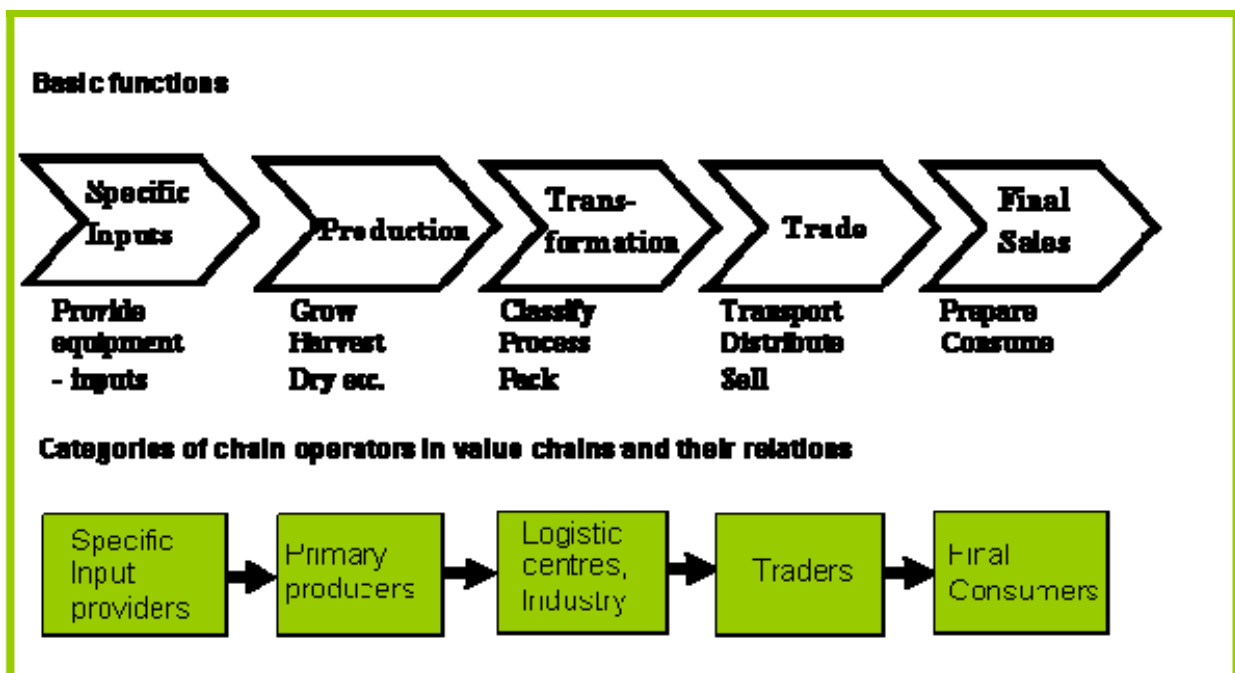 Basic functions
Specific
Inputs
Production
Trans-
formation
Trade
Final
Sales
Provide
equipment
- inputs
Grow
Harvest
Dry etc.
Classify
Process
Pack
Transport
Distribute
Sell
Prepare
Consume
Categories of chain operators in value chains and their relations
Specific
Input
providers
Primary
producers
Logistic
centres,
Industry
Traders
Final
Consumers